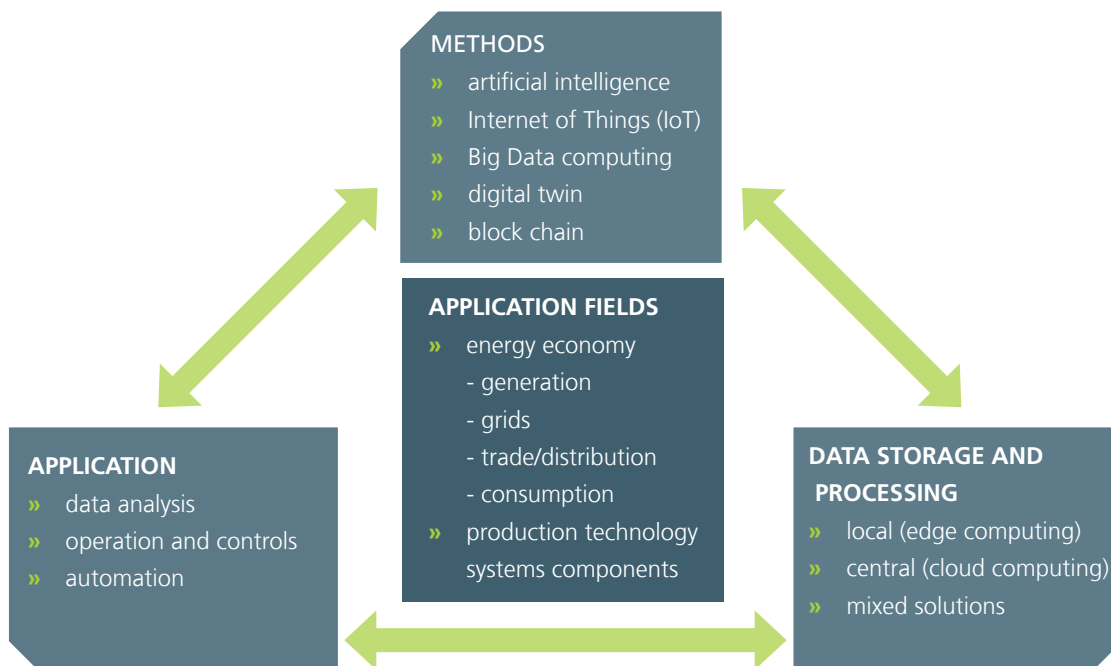 METHODS
» artificial intelligence
» Internet of Things (IoT)
» Big Data computing
» digital twin
» block chain
APPLICATION FIELDS
» energy economy
- generation
- grids
- trade/distribution
- consumption
» production technology
systems components
APPLICATION
» data analysis
» operation and controls
» automation
DATA STORAGE AND
PROCESSING
» local (edge computing)
» central (cloud computing)
» mixed solutions